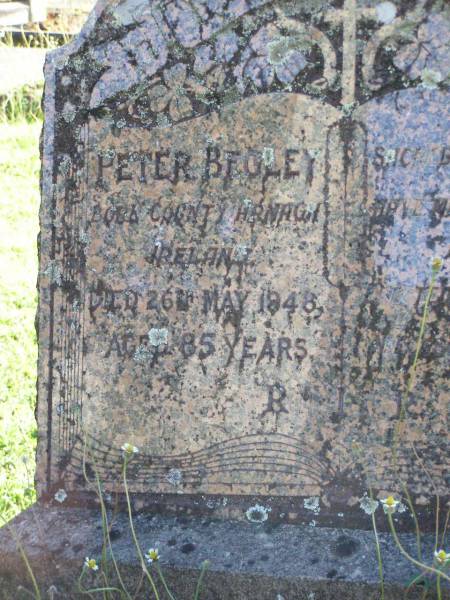 PETER BEGLEY
BORN COUNTY ARMAGH
IRELAND
DIED 26TH MAY 1948,
AGED 85 YEARS.
R